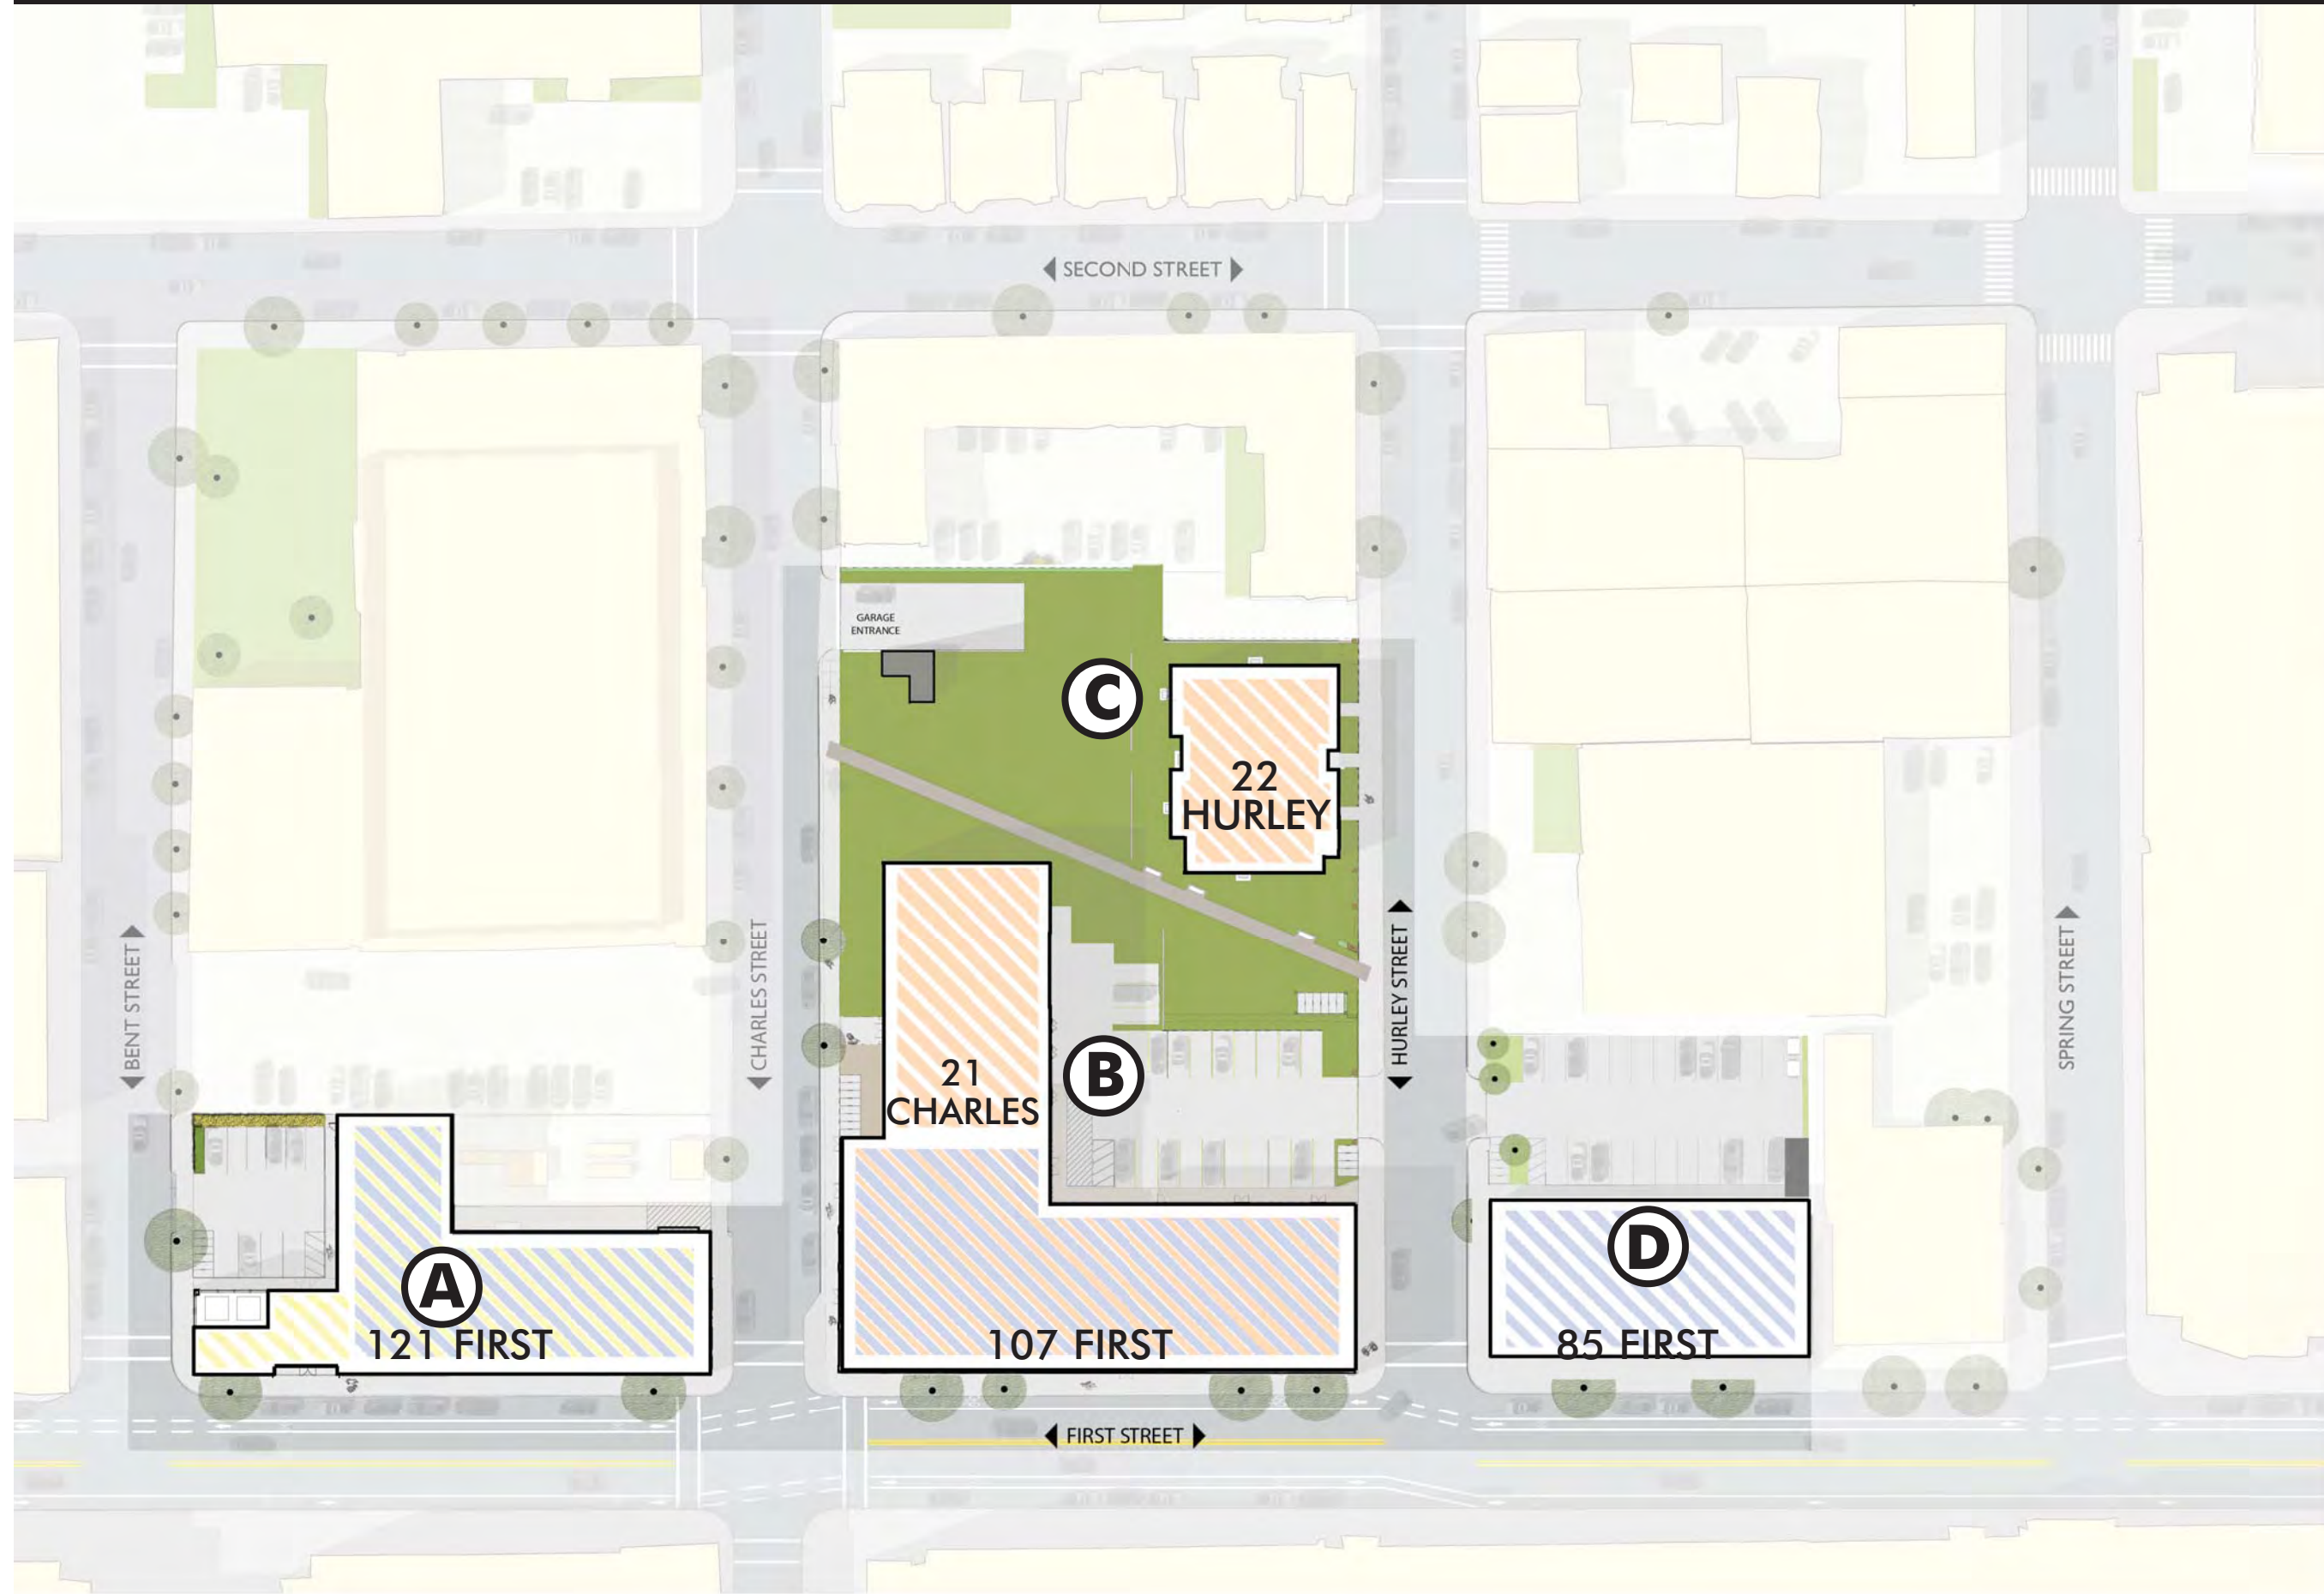 SECOND STREET
GARAGE
ENTRANCE
C
22
HURLEY
BENT STREET
CHARLES STREET
HURLEY STREET
SPRING STREET
21
CHARLES
B
A
121 FIRST
107 FIRST
D
85 FIRST
FIRST STREET